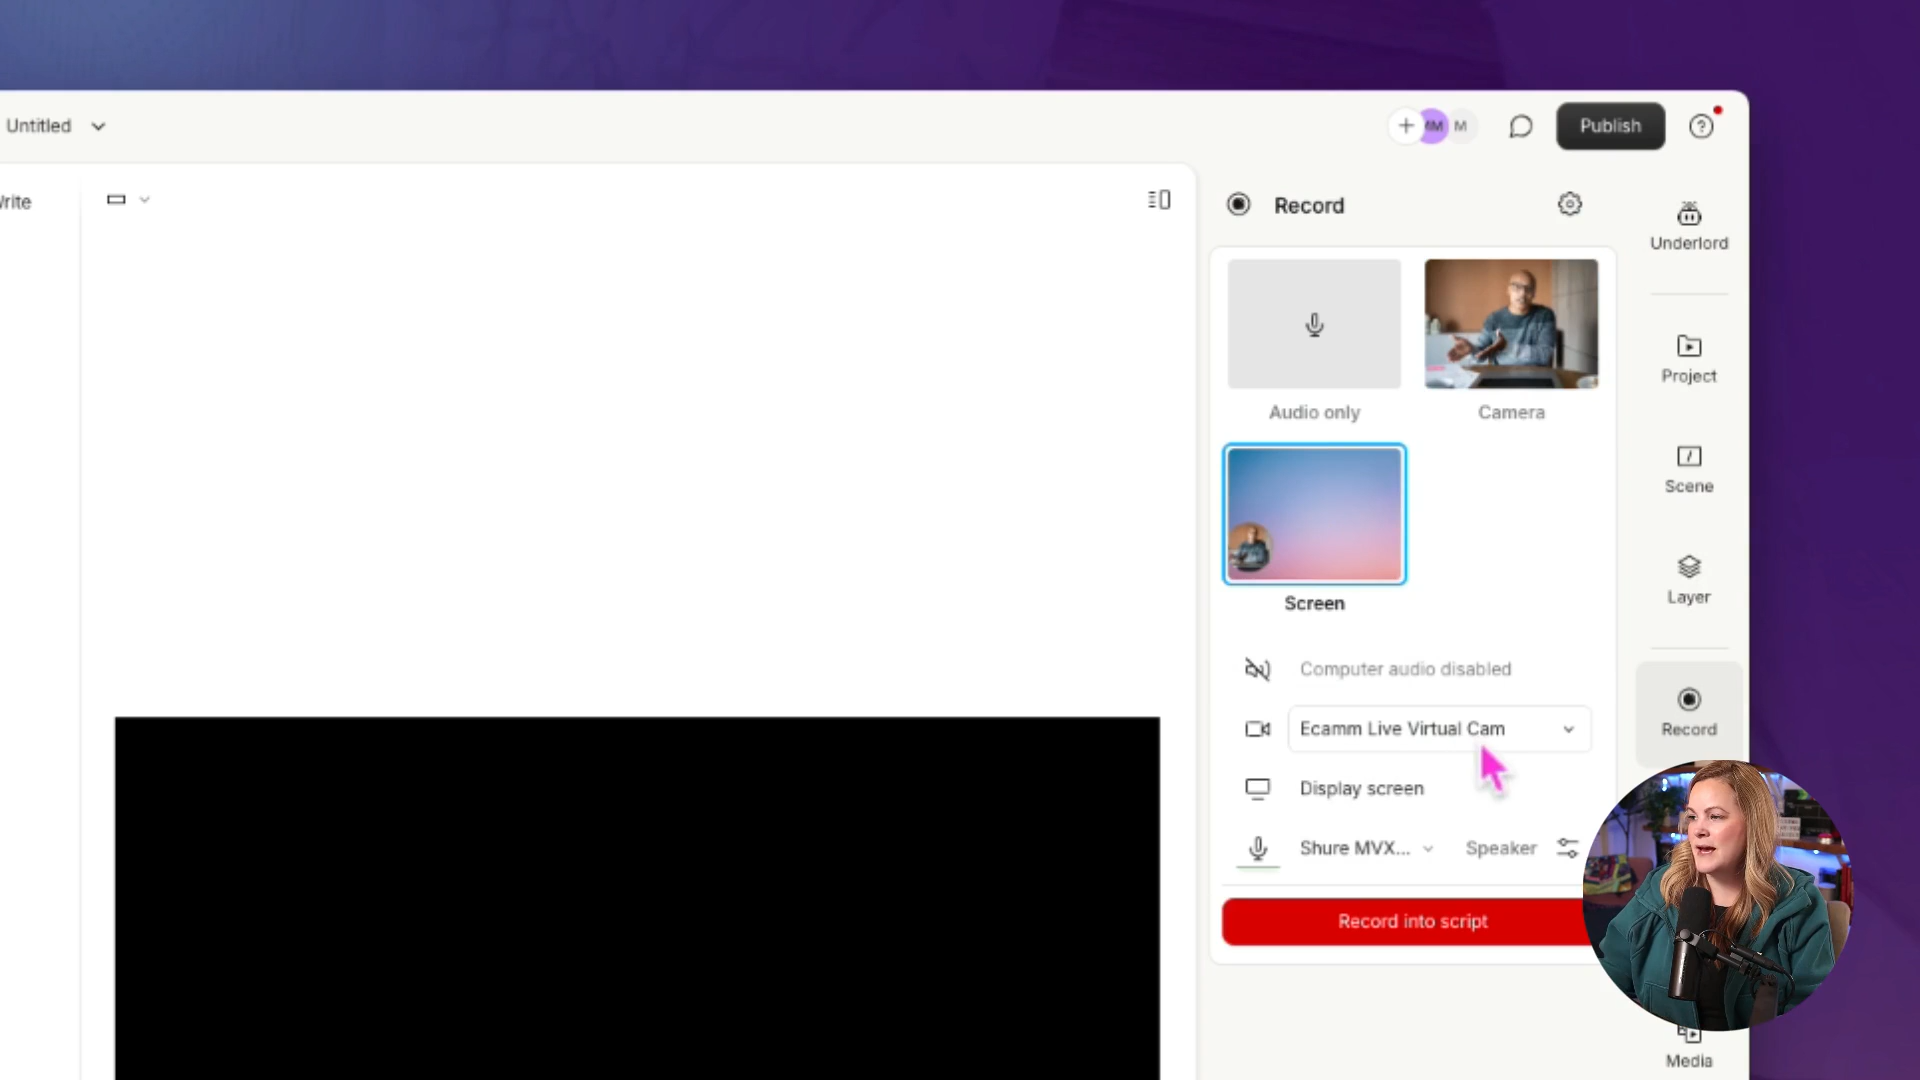 Untitled
M
Publish
Write
Record
Underlord
Audio only
Camera
Project
Scene
Screen
Layer
Computer audio disabled
Ecamm Live Virtual Cam
Record
Display screen
Shure MVX...
Speaker
Record into script
Media